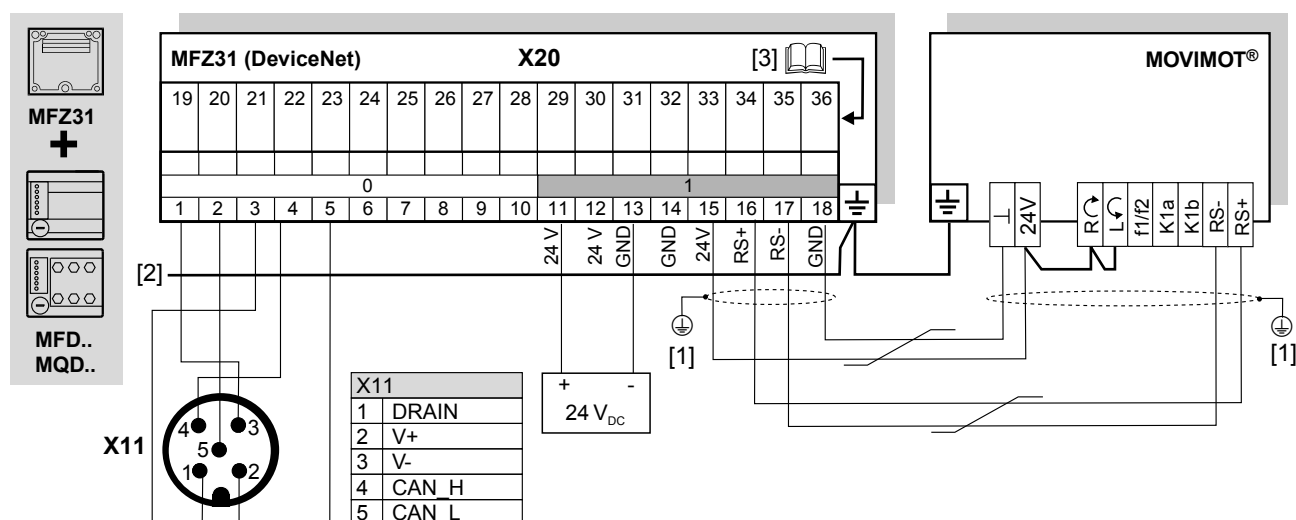 MFZ31
+
MFD..
MQD..
MFZ31 (DeviceNet) X20 [3]
19 20 21 22 23 24 25 26 27 28 29 30 31 32 33 34 35 36
0 1
1 2 3 4 5 6 7 8 9 10 11 12 13 14 15 16 17 18
24 V 24 V GND GND 24V RS+ RS- GND
MOVIMOT®
⊥ 24V R L f1/f2 K1a K1b RS- RS+
[2]
[1]
[1]
+ -
24 VDC
X11
4 3
5
1 2
X11
1 DRAIN
2 V+
3 V-
4 CAN_H
5 CAN_L